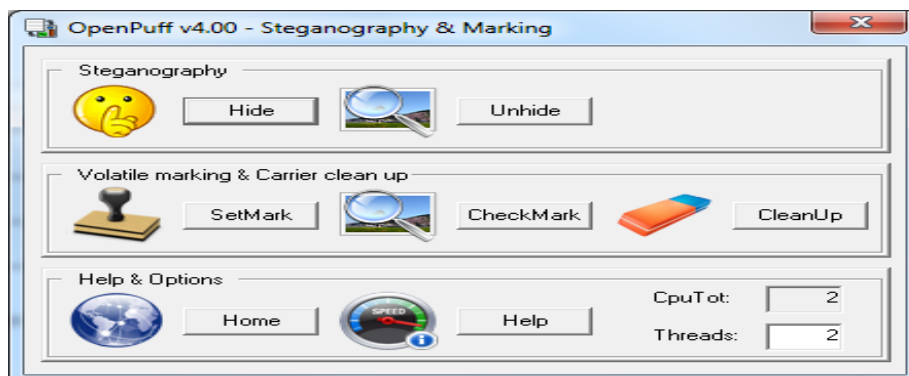 OpenPuff v4.00 - Steganography & Marking
Steganography
Hide
Unhide
Volatile marking & Carrier clean up
SetMark
CheckMark
CleanUp
Help & Options
Home
SPEED
Help
CpuTot: 2
Threads: 2